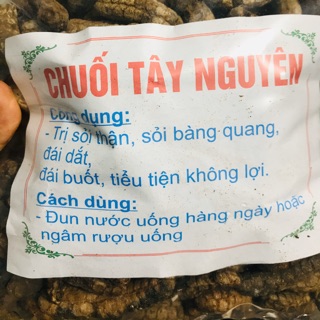 CHUỐI TÂY NGUYÊN
Công dụng:
- Trị sỏi thận, sỏi bàng quang,
đái dắt,
đái buốt, tiểu tiện không lợi.
Cách dùng:
- Đun nước uống hàng ngày hoặc
ngâm rượu uống